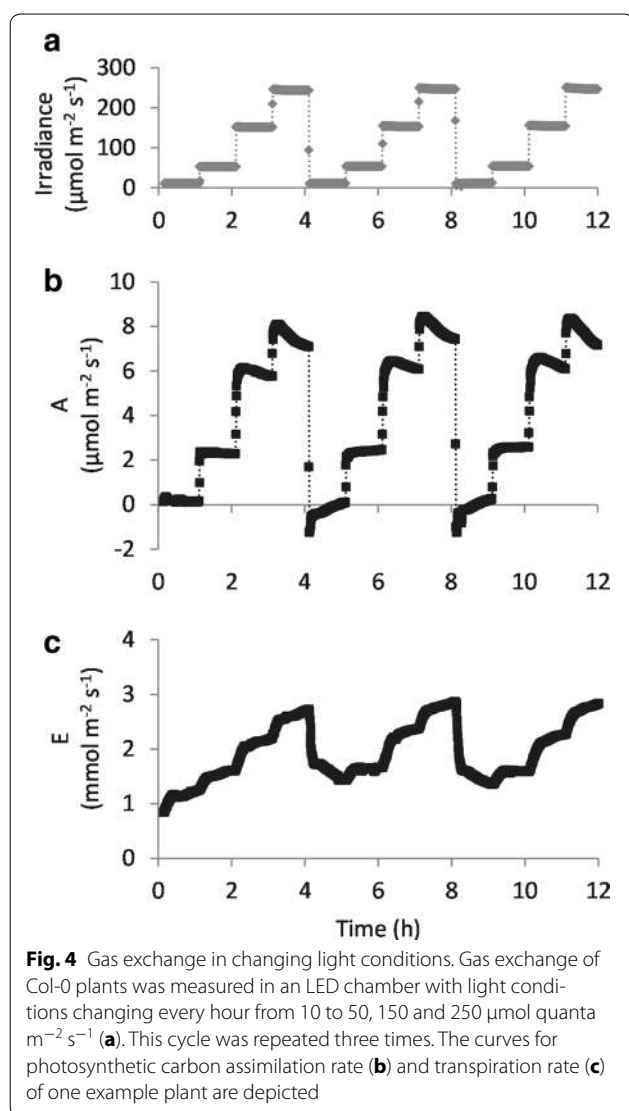 a
300
200
100
0
Irradiance
(µmol m⁻² s⁻¹)
0 2 4 6 8 10 12
b
10
8
6
4
2
0
-2
A
(µmol m⁻² s⁻¹)
0 2 4 6 8 10 12
c
4
3
2
1
0
E
(mmol m⁻² s⁻¹)
0 2 4 6 8 10 12
Time (h)
Fig. 4 Gas exchange in changing light conditions. Gas exchange of
Col-0 plants was measured in an LED chamber with light condi-
tions changing every hour from 10 to 50, 150 and 250 µmol quanta
m⁻² s⁻¹ (a). This cycle was repeated three times. The curves for
photosynthetic carbon assimilation rate (b) and transpiration rate (c)
of one example plant are depicted